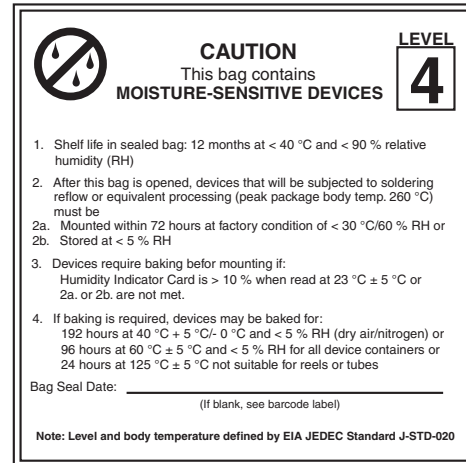 CAUTION
This bag contains
MOISTURE-SENSITIVE DEVICES
LEVEL
4
1. Shelf life in sealed bag: 12 months at < 40 °C and < 90 % relative
humidity (RH)
2. After this bag is opened, devices that will be subjected to soldering
reflow or equivalent processing (peak package body temp. 260 °C)
must be
2a. Mounted within 72 hours at factory condition of < 30 °C/60 % RH or
2b. Stored at < 5 % RH
3. Devices require baking befor mounting if:
Humidity Indicator Card is > 10 % when read at 23 °C ± 5 °C or
2a. or 2b. are not met.
4. If baking is required, devices may be baked for:
192 hours at 40 °C + 5 °C/- 0 °C and < 5 % RH (dry air/nitrogen) or
96 hours at 60 °C ± 5 °C and < 5 % RH for all device containers or
24 hours at 125 °C ± 5 °C not suitable for reels or tubes
Bag Seal Date:
(If blank, see barcode label)
Note: Level and body temperature defined by EIA JEDEC Standard J-STD-020